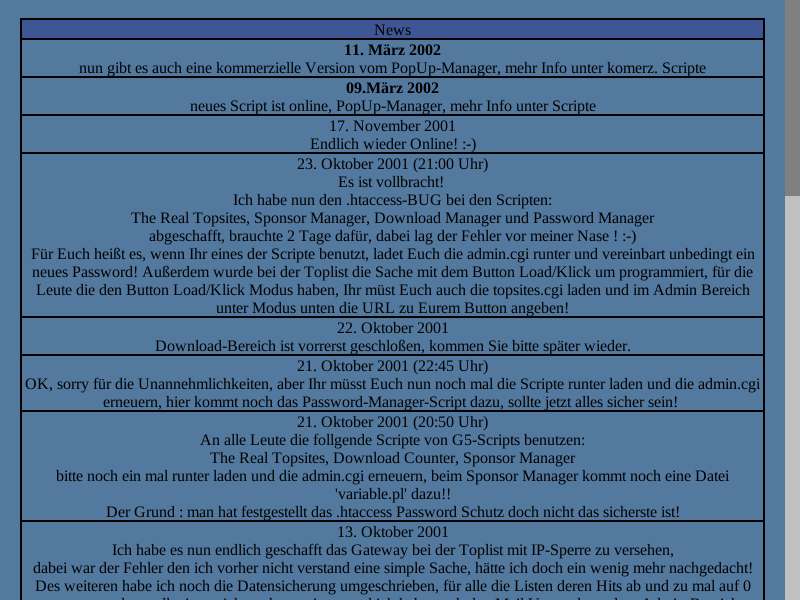 News
11. März 2002
nun gibt es auch eine kommerzielle Version vom PopUp-Manager, mehr Info unter komerz. Scripte
09.März 2002
neues Script ist online, PopUp-Manager, mehr Info unter Scripte
17. November 2001
Endlich wieder Online! :-)
23. Oktober 2001 (21:00 Uhr)
Es ist vollbracht!
Ich habe nun den .htaccess-BUG bei den Scripten:
The Real Topsites, Sponsor Manager, Download Manager und Password Manager
abgeschafft, brauchte 2 Tage dafür, dabei lag der Fehler vor meiner Nase ! :-)
Für Euch heißt es, wenn Ihr eines der Scripte benutzt, ladet Euch die admin.cgi runter und vereinbart unbedingt ein
neues Password! Außerdem wurde bei der Toplist die Sache mit dem Button Load/Klick um programmiert, für die
Leute die den Button Load/Klick Modus haben, Ihr müst Euch auch die topsites.cgi laden und im Admin Bereich
unter Modus unten die URL zu Eurem Button angeben!
22. Oktober 2001
Download-Bereich ist vorrerst geschloßen, kommen Sie bitte später wieder.
21. Oktober 2001 (22:45 Uhr)
OK, sorry für die Unannehmlichkeiten, aber Ihr müsst Euch nun noch mal die Scripte runter laden und die admin.cgi
erneuern, hier kommt noch das Password-Manager-Script dazu, sollte jetzt alles sicher sein!
21. Oktober 2001 (20:50 Uhr)
An alle Leute die follgende Scripte von G5-Scripts benutzen:
The Real Topsites, Download Counter, Sponsor Manager
bitte noch ein mal runter laden und die admin.cgi erneuern, beim Sponsor Manager kommt noch eine Datei
'variable.pl' dazu!!
Der Grund : man hat festgestellt das .htaccess Password Schutz doch nicht das sicherste ist!
13. Oktober 2001
Ich habe es nun endlich geschafft das Gateway bei der Toplist mit IP-Sperre zu versehen,
dabei war der Fehler den ich vorher nicht verstand eine simple Sache, hätte ich doch ein wenig mehr nachgedacht!
Des weiteren habe ich noch die Datensicherung umgeschrieben, für alle die Listen deren Hits ab und zu mal auf 0